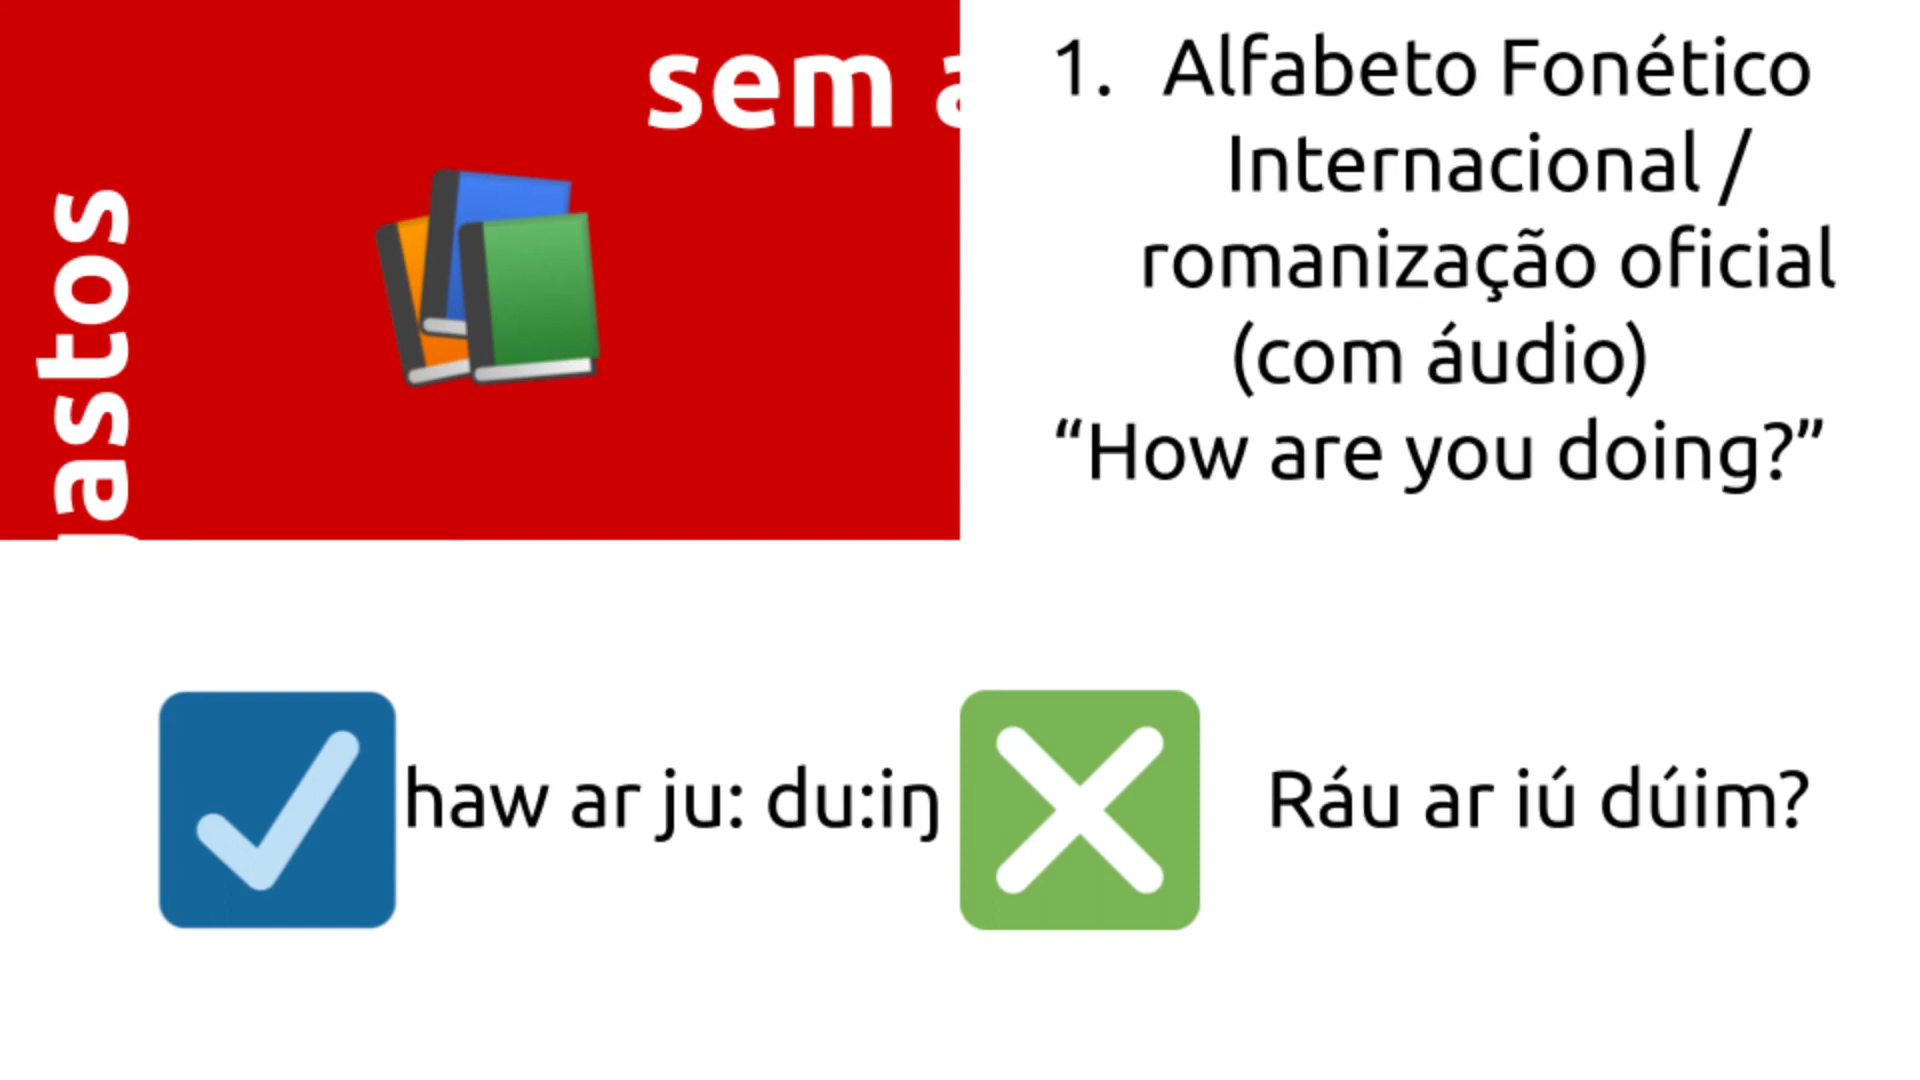 sem
1. Alfabeto Fonético
Internacional /
romanização oficial
(com áudio)
“How are you doing?”
haw ar ju: du:iŋ
Ráu ar iú dúim?